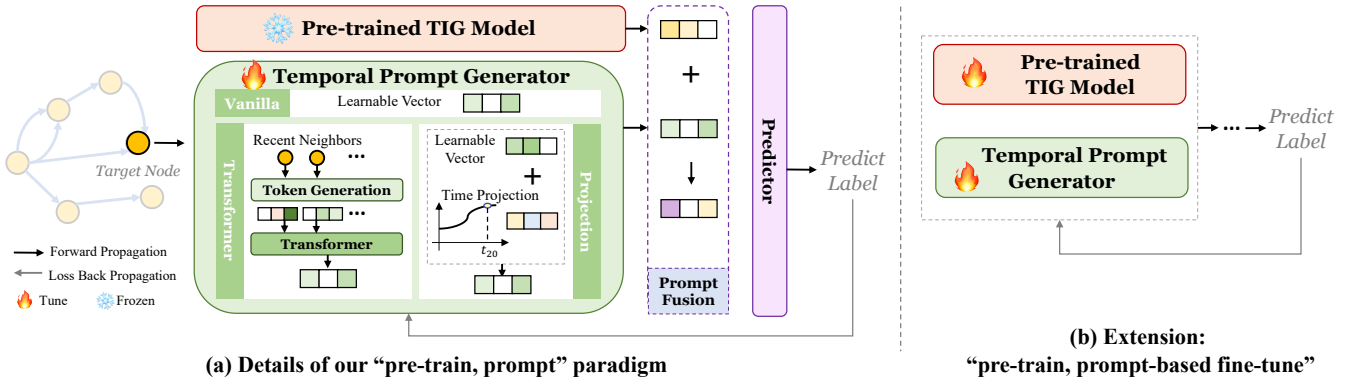 Pre-trained TIG Model
Temporal Prompt Generator
Vanilla
Learnable Vector
Transformer
Recent Neighbors
...
Token Generation
...
Transformer
Learnable
Vector
+
Time Projection
t20
Projection
Target Node
Forward Propagation
Loss Back Propagation
Tune
Frozen
+
Prompt
Fusion
Predictor
Predict
Label
(a) Details of our “pre-train, prompt” paradigm
Pre-trained
TIG Model
Temporal Prompt
Generator
...
Predict
Label
(b) Extension:
“pre-train, prompt-based fine-tune”